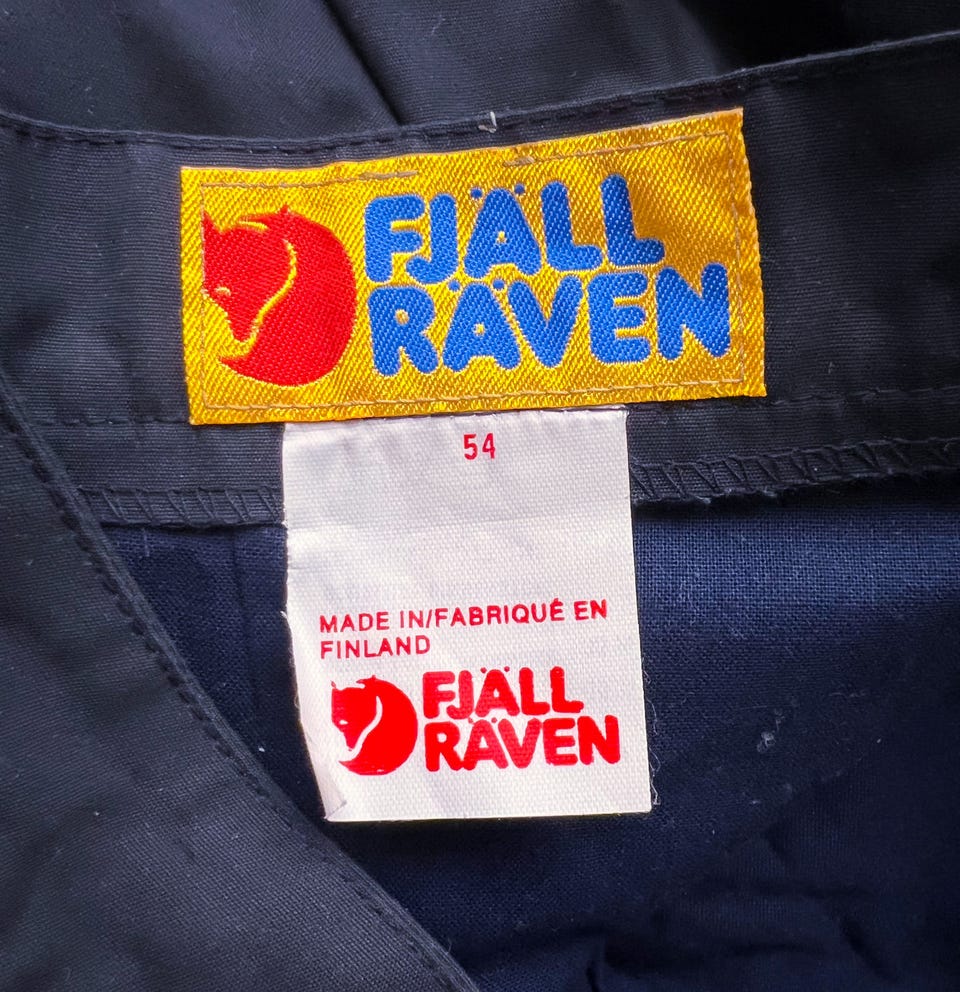 FJÄLL
RÄVEN
54
MADE IN/FABRIQUÉ EN
FINLAND
FJÄLL
RÄVEN